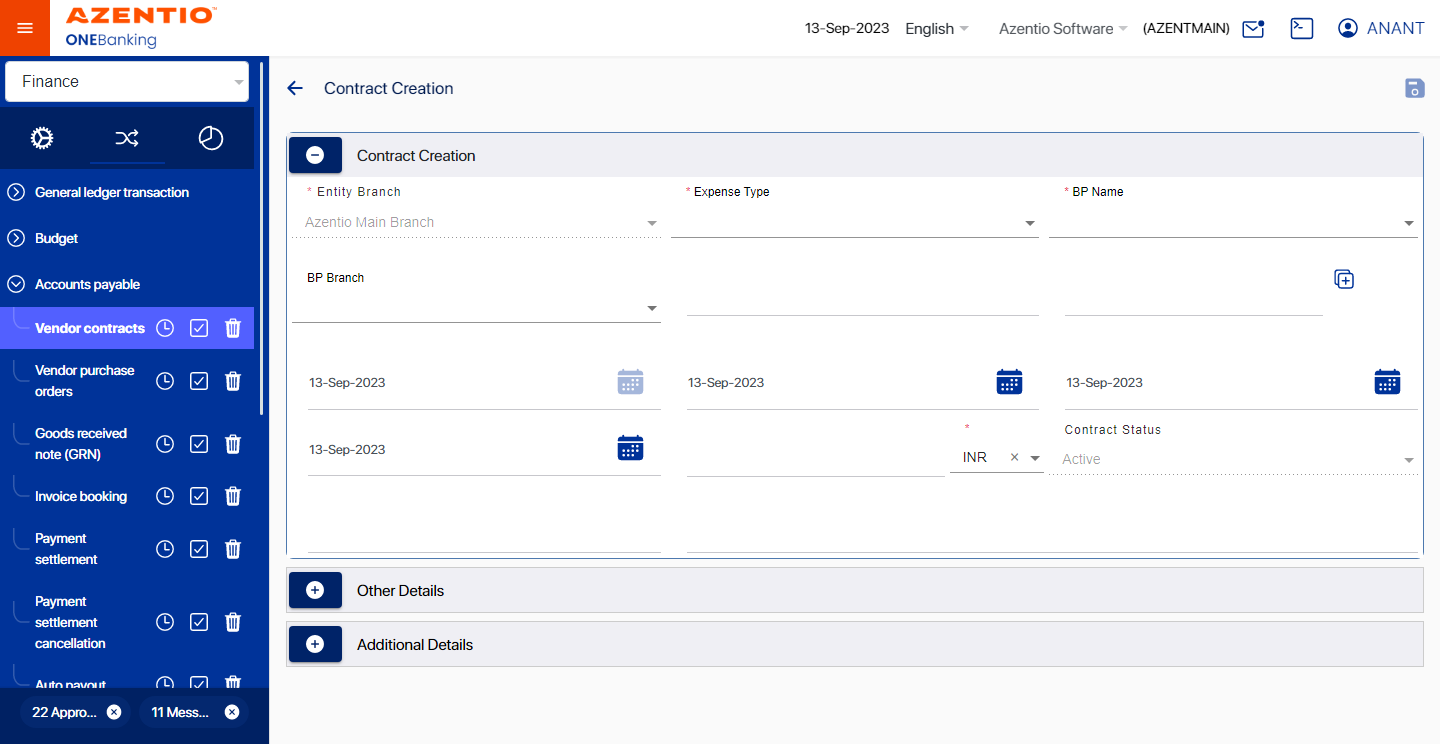 AZENTIO™
ONEBanking
13-Sep-2023 English Azentio Software (AZENTMAIN) ANANT
Finance
General ledger transaction
Budget
Accounts payable
Vendor contracts
Vendor purchase
orders
Goods received
note (GRN)
Invoice booking
Payment
settlement
Payment
settlement
cancellation
Auto payout
22 Appro... 11 Mess...
Contract Creation
Contract Creation
* Entity Branch * Expense Type * BP Name
Azentio Main Branch
BP Branch
13-Sep-2023 13-Sep-2023 13-Sep-2023
* Contract Status
13-Sep-2023 INR × Active
Other Details
Additional Details